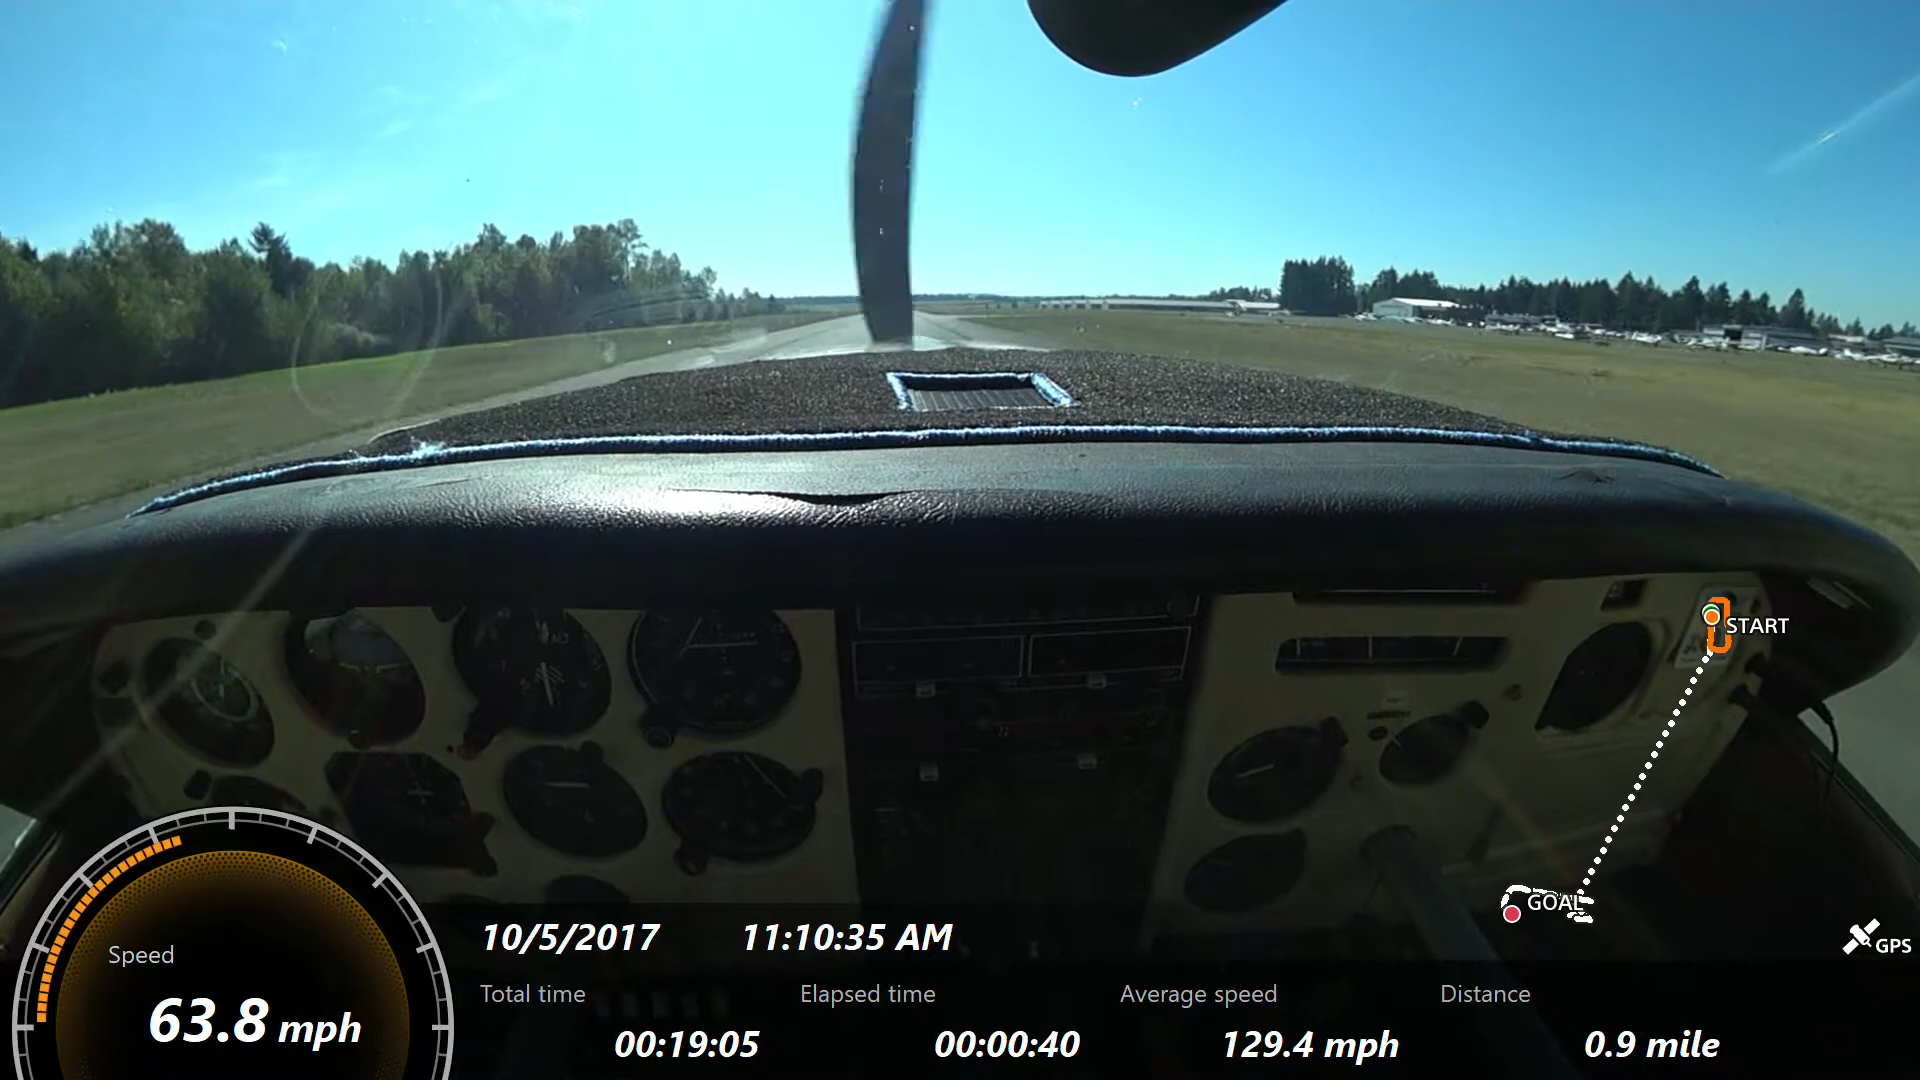 ALT
START
GOAL
GPS
10/5/2017 11:10:35 AM
Speed
63.8 mph
Total time Elapsed time Average speed Distance
00:19:05 00:00:40 129.4 mph 0.9 mile